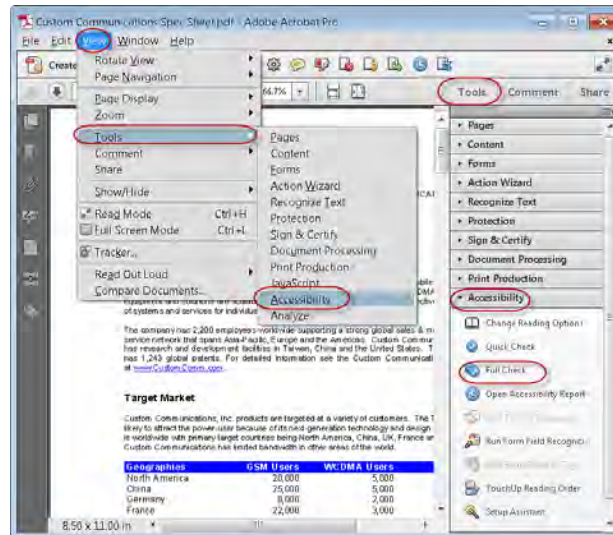 Custom Communications Spec Sheet.pdf - Adobe Acrobat Pro
File Edit View Window Help
Create
66.7%
Tools Comment Share
Rotate View
Page Navigation
Page Display
Zoom
Tools
Comment
Share
Show/Hide
Read Mode Ctrl+H
Full Screen Mode Ctrl+L
Tracker...
Read Out Loud
Compare Documents...
Pages
Content
Forms
Action Wizard
Recognize Text
Protection
Sign & Certify
Document Processing
Print Production
JavaScript
Accessibility
Analyze
Pages
Content
Forms
Action Wizard
Recognize Text
Protection
Sign & Certify
Document Processing
Print Production
Accessibility
Change Reading Option
Quick Check
Full Check
Open Accessibility Report
Run Form Field Recogni
TouchUp Reading Order
Setup Assistant
of systems and services for individua
The company has 2,200 employees world-wide supporting a strong global sales & m
service network that spans Asia-Pacific, Europe and the Americas. Custom Commur
has research and development facilities in Taiwan, China and the United States. T
has 1,243 global patents. For detailed information see the Custom Communicati
at www.Custom.Comm.com.
Target Market
Custom Communications, Inc. products are targeted at a variety of customers. The T
likely to attract the power-user because of its next-generation technology and design
is worldwide with primary target countries being North America, China, UK, France ar
Custom Communications has limited bandwidth in other areas of the world.
Geographies GSM Users WCDMA Users
North America 20,000 5,000
China 25,000 5,000
Germany 8,000 2,000
France 22,000 3,000
8.50 x 11.00 in